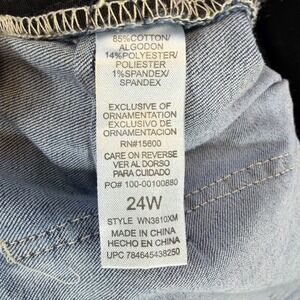 85%COTTON/
ALGODON
14%POLYESTER/
POLIESTER
1%SPANDEX/
SPANDEX
EXCLUSIVE OF
ORNAMENTATION
EXCLUSIVO DE
ORNAMENTACION
RN#15600
CARE ON REVERSE
VER AL DORSO
PARA CUIDADO
PO# 100-00100880
24W
STYLE WN3810XM
MADE IN CHINA
HECHO EN CHINA
UPC 784645438250